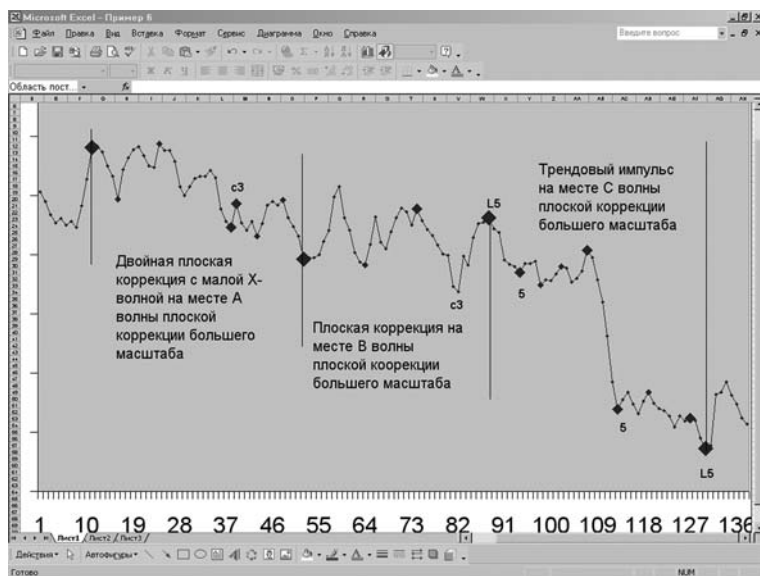 Microsoft Excel - Пример 6
Файл Правка Вид Вставка Формат Сервис Диаграмма Окно Справка
Введите вопрос
Область пост...
fx
c3
L5
Трендовый импульс
на месте С волны
плоской коррекции
большего масштаба
Двойная плоская
коррекция с малой Х-
волной на месте А
волны плоской
коррекции большего
масштаба
5
c3
Плоская коррекция на
месте В волны
плоской коорекции
большего масштаба
5
L5
1 10 19 28 37 46 55 64 73 82 91 100 109 118 127 136
Лист1 Лист2 Лист3
Действия Автофигуры
Готово
NUM